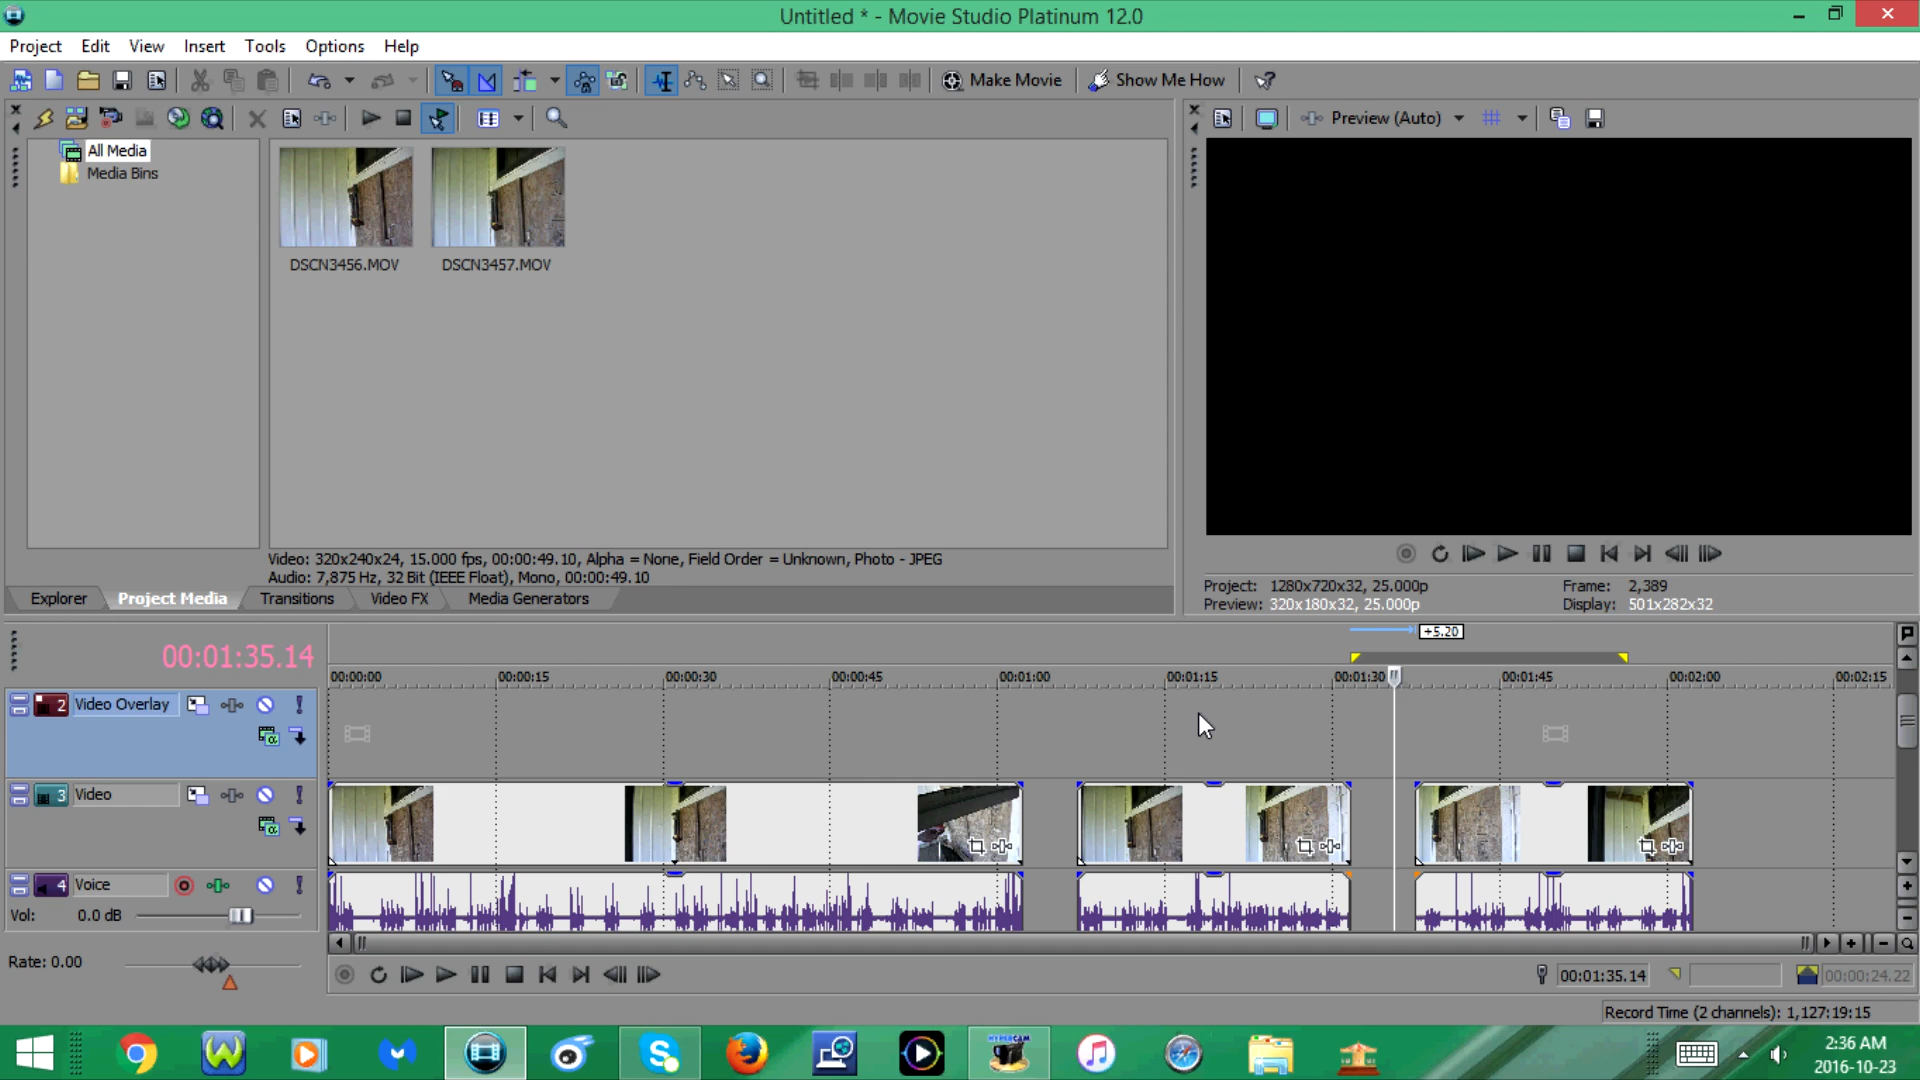 Untitled * - Movie Studio Platinum 12.0
Project Edit View Insert Tools Options Help
Make Movie Show Me How
Preview (Auto)
All Media
Media Bins
DSCN3456.MOV DSCN3457.MOV
Video: 320x240x24, 15.000 fps, 00:00:49.10, Alpha = None, Field Order = Unknown, Photo - JPEG
Audio: 7,875 Hz, 32 Bit (IEEE Float), Mono, 00:00:49.10
Explorer Project Media Transitions Video FX Media Generators
Project: 1280x720x32, 25.000p Frame: 2,389
Preview: 320x180x32, 25.000p Display: 501x282x32
+5.20
00:01:35.14
00:00:00 00:00:15 00:00:30 00:00:45 00:01:00 00:01:15 00:01:30 00:01:45 00:02:00 00:02:15
2 Video Overlay
3 Video
4 Voice
Vol: 0.0 dB
Rate: 0.00
00:01:35.14 00:00:24.22
Record Time (2 channels): 1,127:19:15
HYPERCAM
2:36 AM
2016-10-23